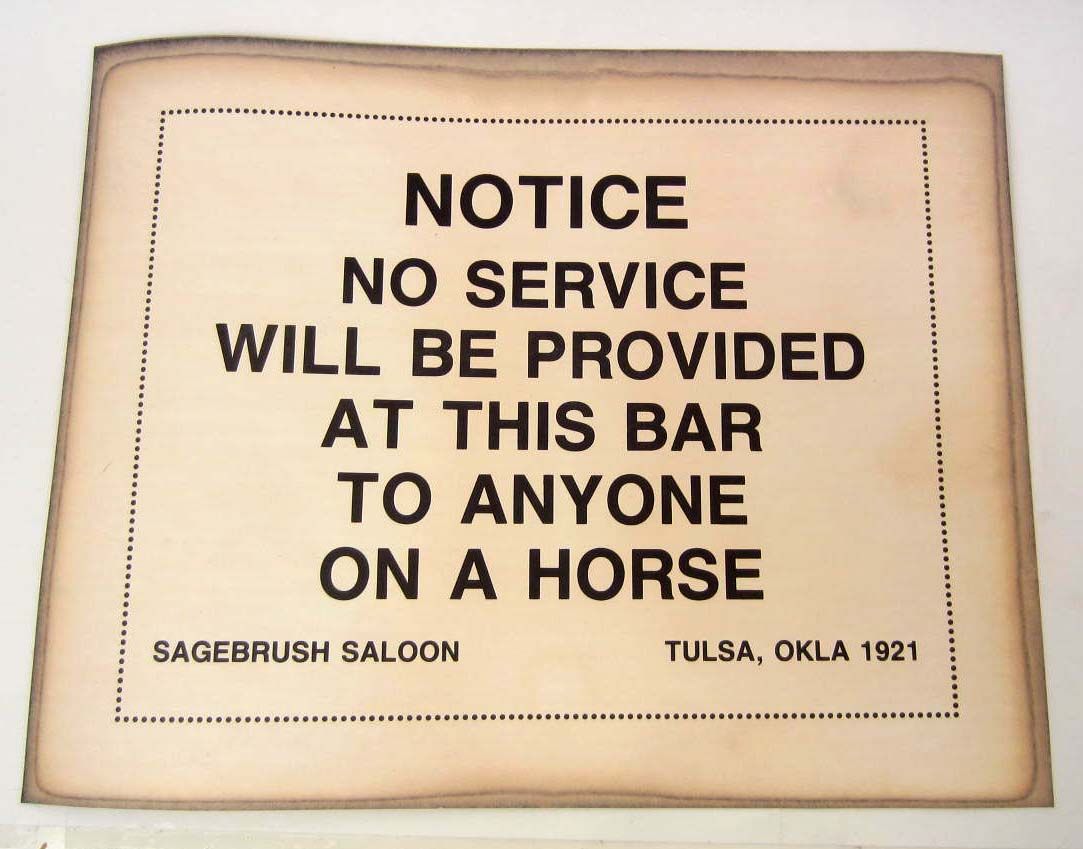 NOTICE
NO SERVICE
WILL BE PROVIDED
AT THIS BAR
TO ANYONE
ON A HORSE
SAGEBRUSH SALOON TULSA, OKLA 1921